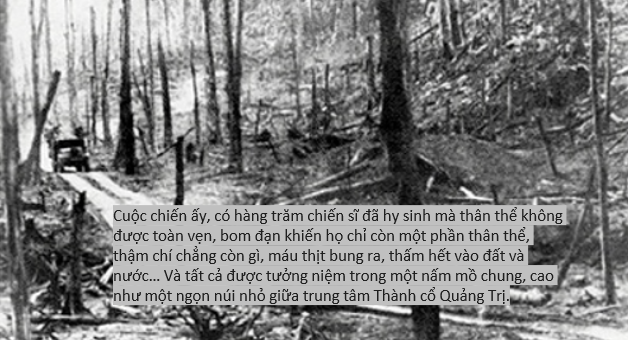 Cuộc chiến ấy, có hàng trăm chiến sĩ đã hy sinh mà thân thể không
được toàn vẹn, bom đạn khiến họ chỉ còn một phần thân thể,
thậm chí chẳng còn gì, máu thịt bung ra, thấm hết vào đất và
nước... Và tất cả được tưởng niệm trong một nấm mồ chung, cao
như một ngọn núi nhỏ giữa trung tâm Thành cổ Quảng Trị.